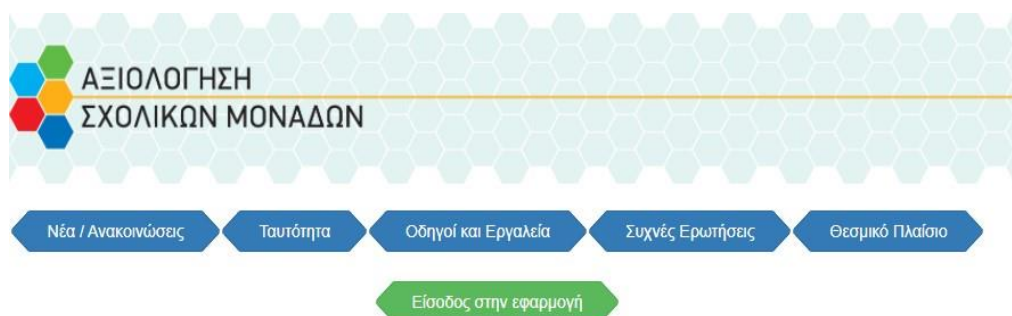 ΑΞΙΟΛΟΓΗΣΗ
ΣΧΟΛΙΚΩΝ ΜΟΝΑΔΩΝ
Νέα / Ανακοινώσεις Ταυτότητα Οδηγοί και Εργαλεία Συχνές Ερωτήσεις Θεσμικό Πλαίσιο
Είσοδος στην εφαρμογή